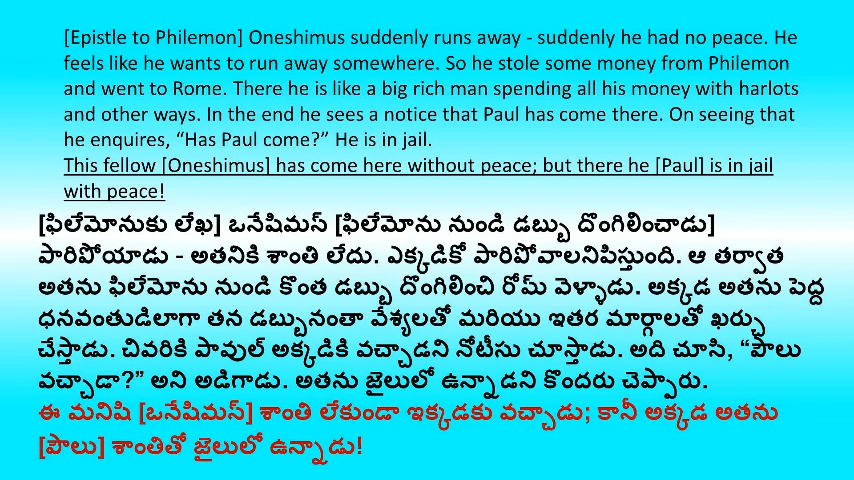 [Epistle to Philemon] Oneshimus suddenly runs away - suddenly he had no peace. He
feels like he wants to run away somewhere. So he stole some money from Philemon
and went to Rome. There he is like a big rich man spending all his money with harlots
and other ways. In the end he sees a notice that Paul has come there. On seeing that
he enquires, “Has Paul come?” He is in jail.
This fellow [Oneshimus] has come here without peace; but there he [Paul] is in jail
with peace!
[ఫిలేమోనుకు లేఖ] ఒనేషిమస్ [ఫిలేమోను నుండి డబ్బు దొంగిలించాడు]
పారిపోయాడు - అతనికి శాంతి లేదు. ఎక్కడికో పారిపోవాలనిపిస్తుంది. ఆ తర్వాత
అతను ఫిలేమోను నుండి కొంత డబ్బు దొంగిలించి రోమ్ వెళ్ళాడు. అక్కడ అతను పెద్ద
ధనవంతుడిలాగా తన డబ్బునంతా వేశ్యలతో మరియు ఇతర మార్గాలతో ఖర్చు
చేస్తాడు. చివరికి పావుల్ అక్కడికి వచ్చాడని నోటీసు చూస్తాడు. అది చూసి, “పౌలు
వచ్చాడా?” అని అడిగాడు. అతను జైలులో ఉన్నాడని కొందరు చెప్పారు.
ఈ మనిషి [ఒనేషిమస్] శాంతి లేకుండా ఇక్కడకు వచ్చాడు; కానీ అక్కడ అతను
[పౌలు] శాంతితో జైలులో ఉన్నాడు!